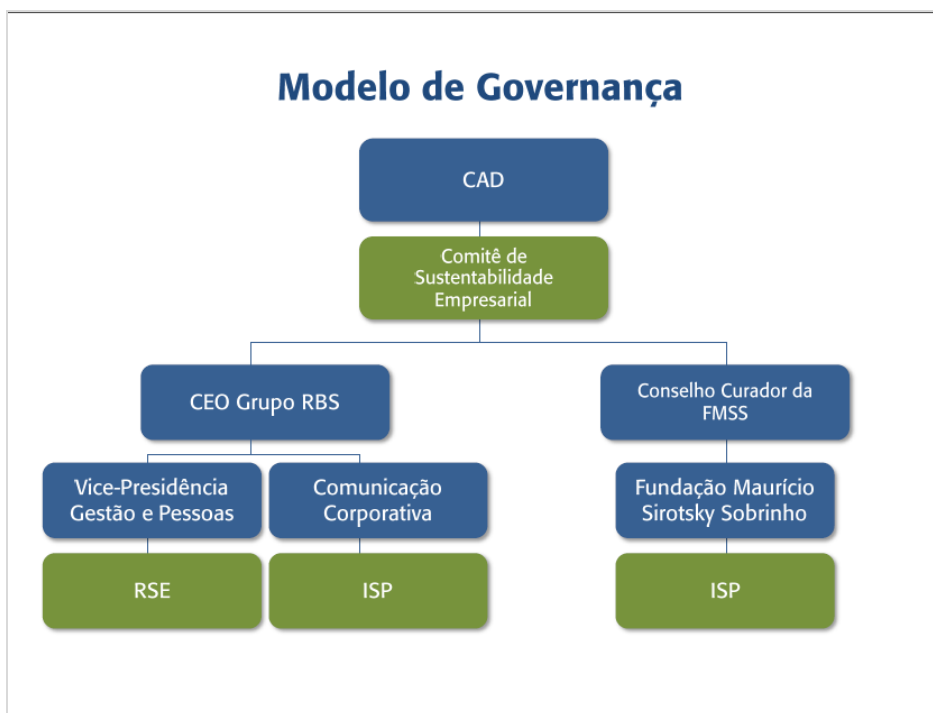 Modelo de Governança
CAD
Comitê de
Sustentabilidade
Empresarial
CEO Grupo RBS
Conselho Curador da
FMSS
Vice-Presidência
Gestão e Pessoas
Comunicação
Corporativa
Fundação Maurício
Sirotsky Sobrinho
RSE
ISP
ISP